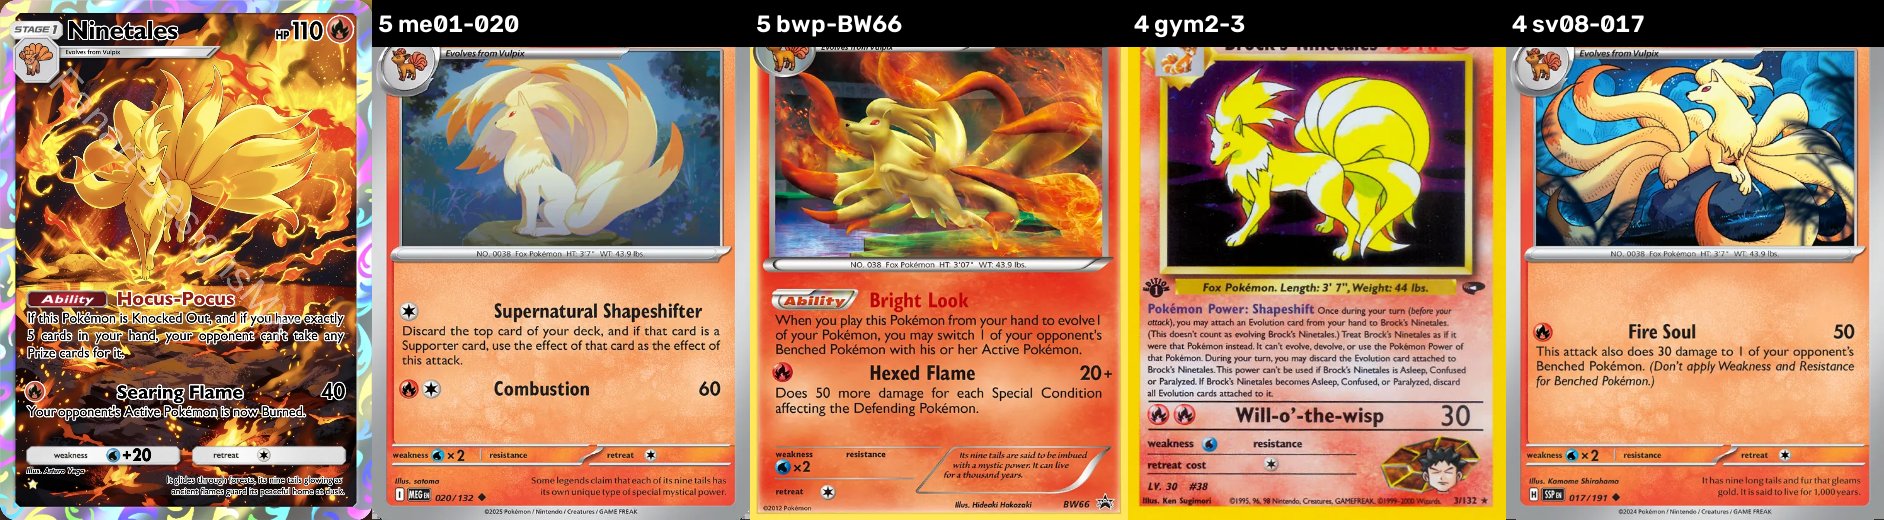 STAGE 1 Ninetales HP 110
Evolves from Vulpix
Ability Hocus-Pocus
If this Pokémon is Knocked Out, and if you have exactly
5 cards in your hand, your opponent can't take any
Prize cards for it.
Searing Flame 40
Your opponent's Active Pokémon is now Burned.
weakness +20 retreat
Illus. Arturo Vega
It glides through forests, its nine tails glowing as
ancient flames guard its peaceful home at dusk.
5 me01-020
Evolves from Vulpix
NO. 0038 Fox Pokémon HT: 3'7" WT: 43.9 lbs.
Supernatural Shapeshifter
Discard the top card of your deck, and if that card is a
Supporter card, use the effect of that card as the effect of
this attack.
Combustion 60
weakness ×2 resistance retreat
Illus. satoma
I MEG EN 020/132
Some legends claim that each of its nine tails has
its own unique type of special mystical power.
©2025 Pokémon / Nintendo / Creatures / GAME FREAK
5 bwp-BW66
Evolves from Vulpix
NO. 038 Fox Pokémon HT: 3'07" WT: 43.9 lbs.
Ability Bright Look
When you play this Pokémon from your hand to evolve 1
of your Pokémon, you may switch 1 of your opponent's
Benched Pokémon with his or her Active Pokémon.
Hexed Flame 20+
Does 50 more damage for each Special Condition
affecting the Defending Pokémon.
weakness resistance
×2
retreat
Its nine tails are said to be imbued
with a mystic power. It can live
for a thousand years.
©2012 Pokémon
Illus. Hideaki Hakozaki BW66
4 gym2-3
Brock's Ninetales
EDITION 1
Fox Pokémon. Length: 3' 7", Weight: 44 lbs.
Pokémon Power: Shapeshift Once during your turn (before your
attack), you may attach an Evolution card from your hand to Brock's Ninetales.
(This doesn't count as evolving Brock's Ninetales.) Treat Brock's Ninetales as if it
were that Pokémon instead. It can't evolve, devolve, or use the Pokémon Power of
that Pokémon. During your turn, you may discard the Evolution card attached to
Brock's Ninetales. This power can't be used if Brock's Ninetales is Asleep, Confused
or Paralyzed. If Brock's Ninetales becomes Asleep, Confused, or Paralyzed, discard
all Evolution cards attached to it.
Will-o'-the-wisp 30
weakness resistance
retreat cost
LV. 30 #38
Illus. Ken Sugimori ©1995, 96, 98 Nintendo, Creatures, GAMEFREAK. ©1999-2000 Wizards. 3/132
4 sv08-017
Evolves from Vulpix
NO. 0038 Fox Pokémon HT: 3'7" WT: 43.9 lbs.
Fire Soul 50
This attack also does 30 damage to 1 of your opponent's
Benched Pokémon. (Don't apply Weakness and Resistance
for Benched Pokémon.)
weakness ×2 resistance retreat
Illus. Kamome Shirahama
H SSP EN 017/191
It has nine long tails and fur that gleams
gold. It is said to live for 1,000 years.
©2024 Pokémon / Nintendo / Creatures / GAME FREAK